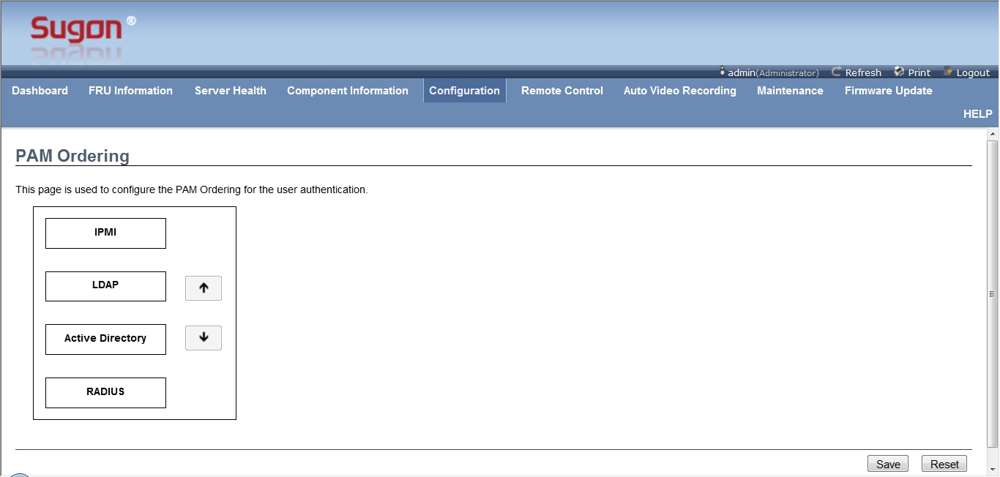 Sugon®
admin(Administrator) Refresh Print Logout
Dashboard FRU Information Server Health Component Information Configuration Remote Control Auto Video Recording Maintenance Firmware Update
HELP
PAM Ordering
This page is used to configure the PAM Ordering for the user authentication.
IPMI
LDAP
Active Directory
RADIUS
Save Reset